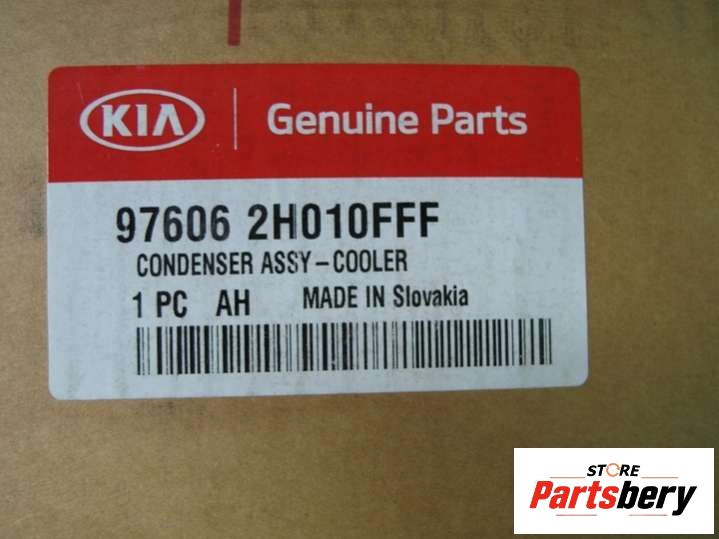 KIA Genuine Parts
97606 2H010FFF
CONDENSER ASSY-COOLER
1 PC AH MADE IN Slovakia
STORE
Partsbery